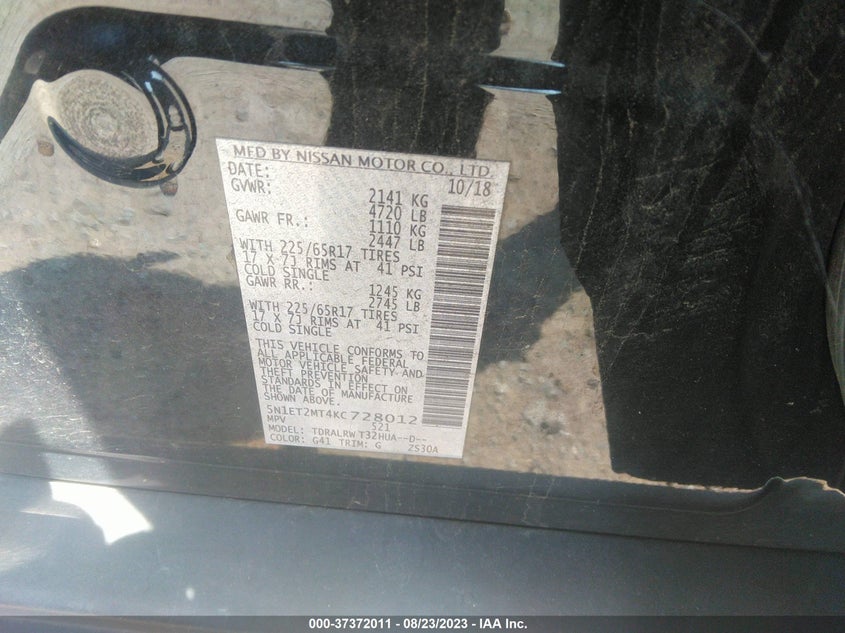 MFD BY NISSAN MOTOR CO., LTD.
DATE: 10/18
GVWR: 2141 KG
4720 LB
GAWR FR.: 1110 KG
2447 LB
WITH 225/65R17 TIRES
17 X 7J RIMS AT 41 PSI
COLD SINGLE
GAWR RR.: 1245 KG
2745 LB
WITH 225/65R17 TIRES
17 X 7J RIMS AT 41 PSI
COLD SINGLE
THIS VEHICLE CONFORMS TO
ALL APPLICABLE FEDERAL
MOTOR VEHICLE SAFETY AND
THEFT PREVENTION
STANDARDS IN EFFECT ON
THE DATE OF MANUFACTURE
SHOWN ABOVE.
5N1ET2MT4KC728012
MPV 521
MODEL: TDRALRW T32HUA--D--
COLOR: G41 TRIM: G ZS30A
000-37372011 - 08/23/2023 - IAA Inc.